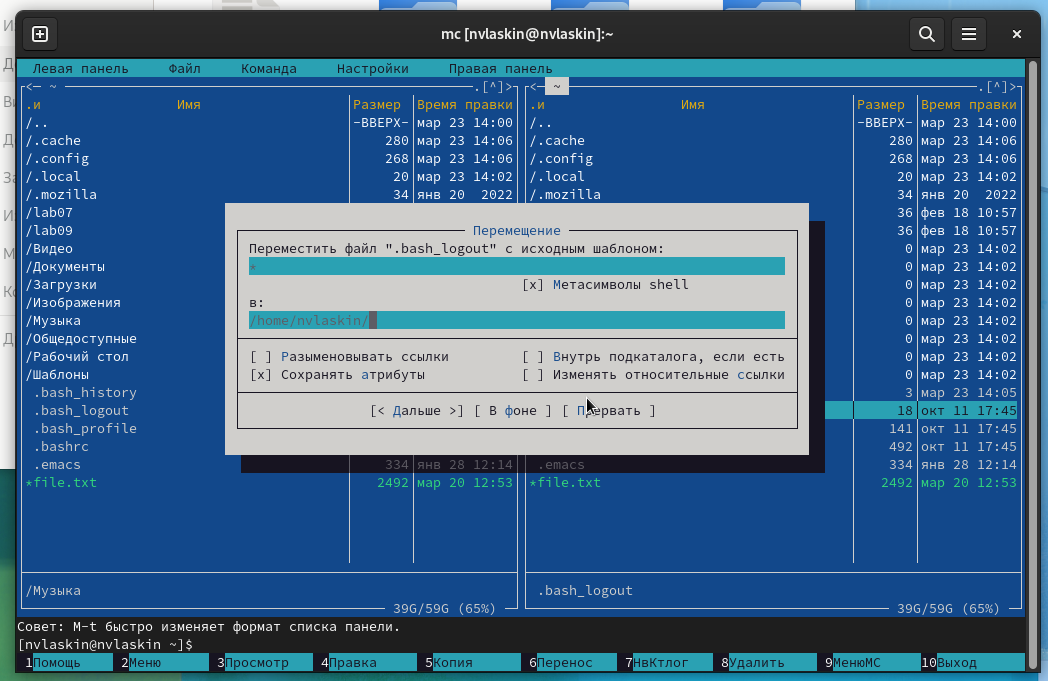 mc [nvlaskin@nvlaskin]:~
Левая панель Файл Команда Настройки Правая панель
<─ ~ .[^]> <─ ~ .[^]>
.и Имя Размер Время правки .и Имя Размер Время правки
/.. -ВВЕРХ- мар 23 14:00 /.. -ВВЕРХ- мар 23 14:00
/.cache 280 мар 23 14:06 /.cache 280 мар 23 14:06
/.config 268 мар 23 14:06 /.config 268 мар 23 14:06
/.local 20 мар 23 14:02 /.local 20 мар 23 14:02
/.mozilla 34 янв 20 2022 /.mozilla 34 янв 20 2022
/lab07 36 фев 18 10:57
/lab09 Перемещение 36 фев 18 10:57
/Видео Переместить файл ".bash_logout" с исходным шаблоном: 0 мар 23 14:02
/Документы * 0 мар 23 14:02
/Загрузки [x] Метасимволы shell 0 мар 23 14:02
/Изображения в: 0 мар 23 14:02
/Музыка /home/nvlaskin/ 0 мар 23 14:02
/Общедоступные 0 мар 23 14:02
/Рабочий стол [ ] Разыменовывать ссылки [ ] Внутрь подкаталога, если есть 0 мар 23 14:02
/Шаблоны [x] Сохранять атрибуты [ ] Изменять относительные ссылки 0 мар 23 14:02
.bash_history 3 мар 23 14:05
.bash_logout [< Дальше >] [ В фоне ] [ Прервать ] 18 окт 11 17:45
.bash_profile 141 окт 11 17:45
.bashrc 492 окт 11 17:45
.emacs 334 янв 28 12:14 .emacs 334 янв 28 12:14
*file.txt 2492 мар 20 12:53 *file.txt 2492 мар 20 12:53
/Музыка .bash_logout
39G/59G (65%) 39G/59G (65%)
Совет: M-t быстро изменяет формат списка панели.
[nvlaskin@nvlaskin ~]$
1Помощь 2Меню 3Просмотр 4Правка 5Копия 6Перенос 7НвКтлог 8Удалить 9МенюМС 10Выход